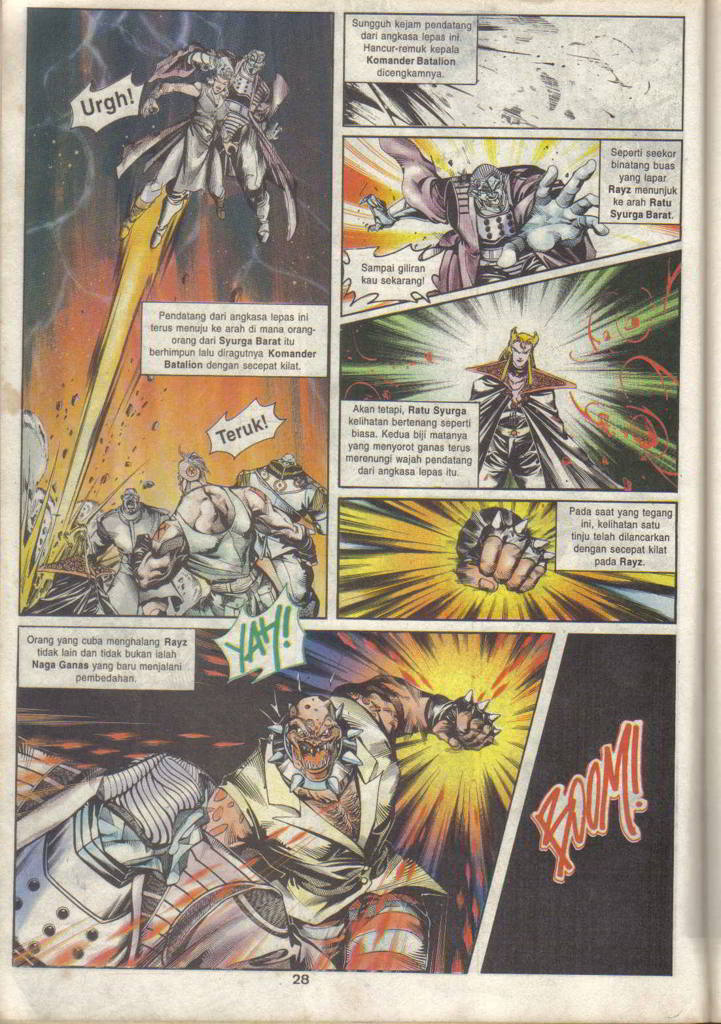 Urgh!
Pendatang dari angkasa lepas ini
terus menuju ke arah di mana orang-
orang dari Syurga Barat itu
berhimpun lalu diragutnya Komander
Batalion dengan secepat kilat.
Teruk!
Sungguh kejam pendatang
dari angkasa lepas ini.
Hancur-remuk kepala
Komander Batalion
dicengkamnya.
Seperti seekor
binatang buas
yang lapar
Rayz menunjuk
ke arah Ratu
Syurga Barat.
Sampai giliran
kau sekarang!
Akan tetapi, Ratu Syurga
kelihatan bertenang seperti
biasa. Kedua biji matanya
yang menyorot ganas terus
merenungi wajah pendatang
dari angkasa lepas itu.
Pada saat yang tegang
ini, kelihatan satu
tinju telah dilancarkan
dengan secepat kilat
pada Rayz.
Orang yang cuba menghalang Rayz
tidak lain dan tidak bukan ialah
Naga Ganas yang baru menjalani
pembedahan.
YAH!
BOOM!
28